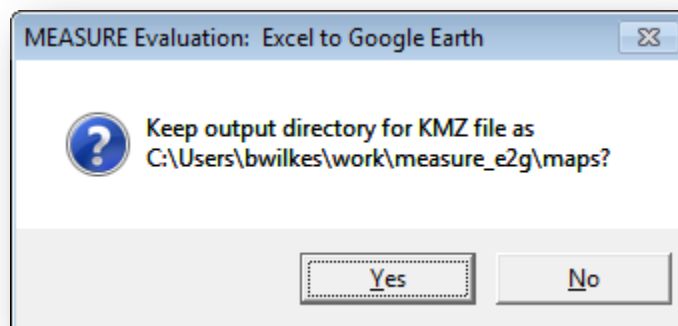 MEASURE Evaluation:  Excel to Google Earth
Keep output directory for KMZ file as
C:\Users\bwilkes\work\measure_e2g\maps?
Yes
No